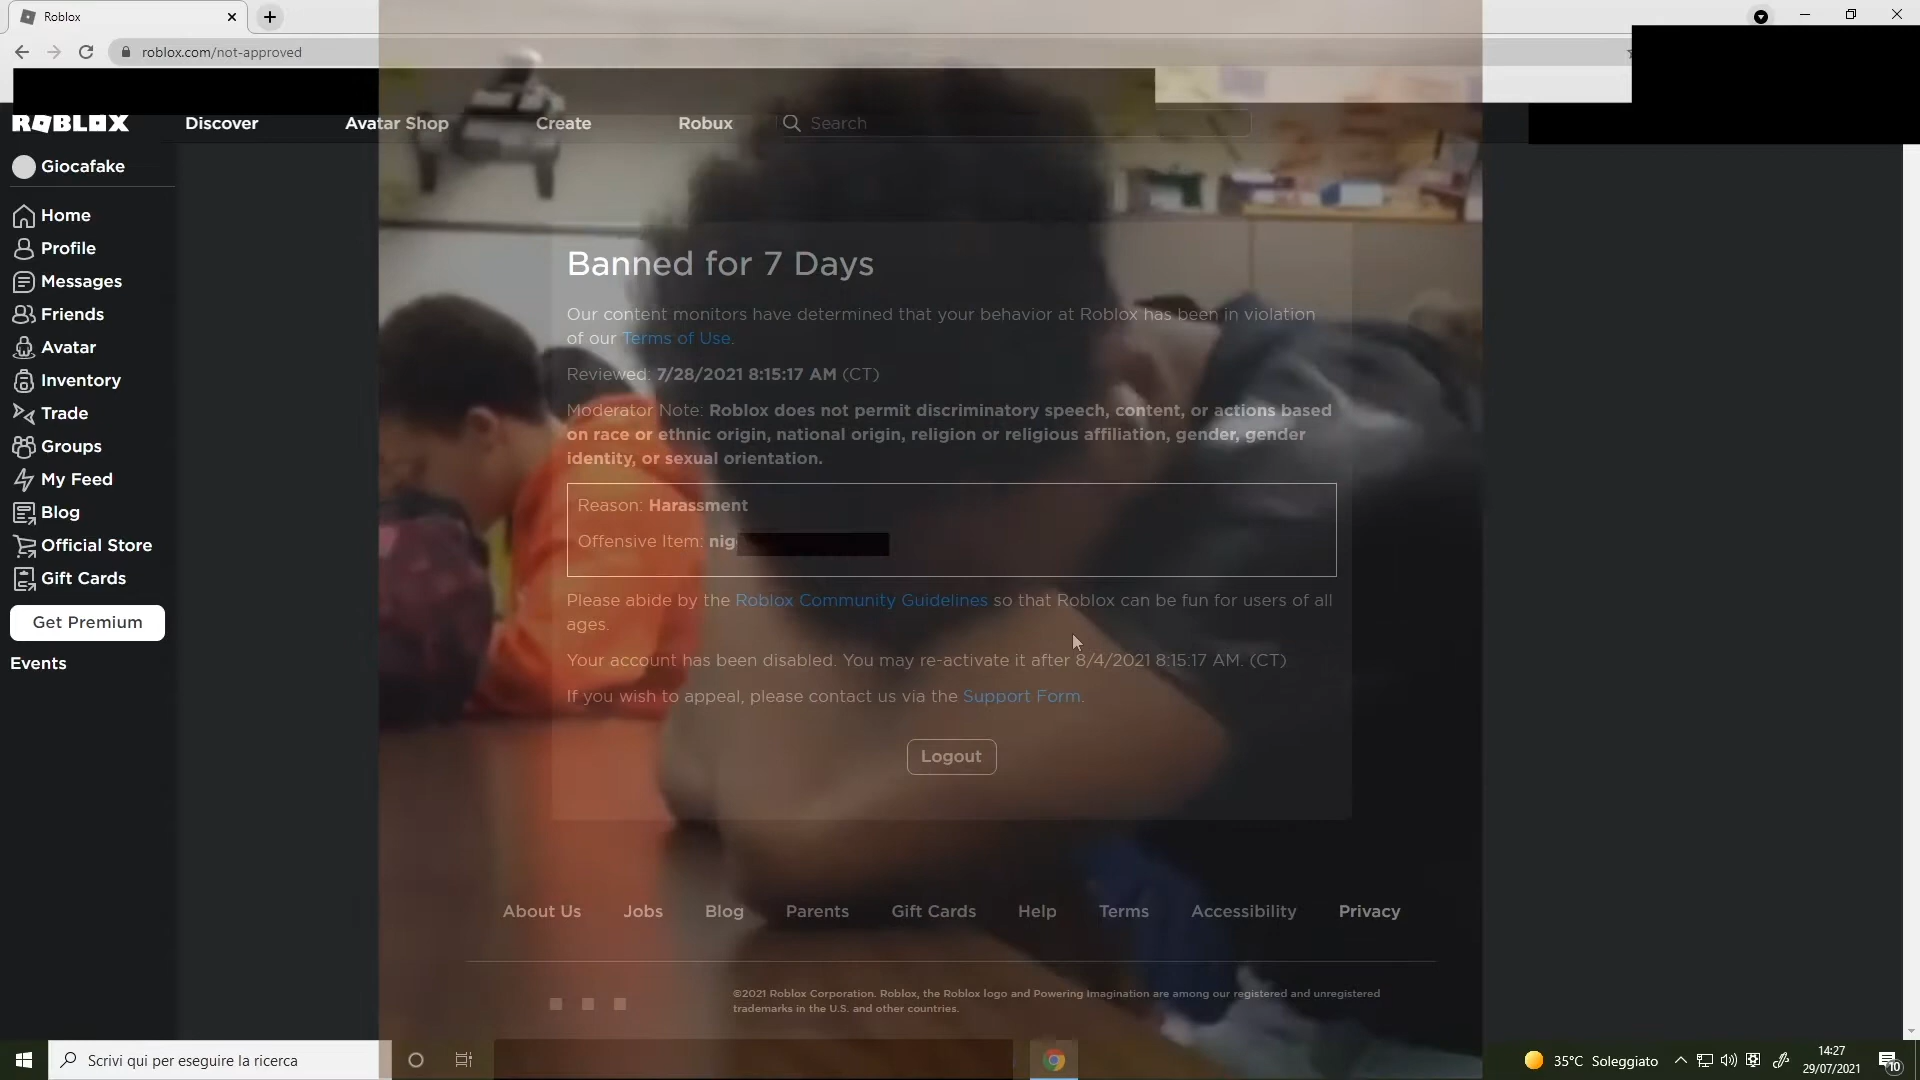 Roblox
roblox.com/not-approved
ROBLOX
Discover
Avatar Shop
Create
Robux
Search
Giocafake
Home
Profile
Messages
Friends
Avatar
Inventory
Trade
Groups
My Feed
Blog
Official Store
Gift Cards
Get Premium
Events
Banned for 7 Days
Our content monitors have determined that your behavior at Roblox has been in violation
of our Terms of Use.
Reviewed: 7/28/2021 8:15:17 AM (CT)
Moderator Note: Roblox does not permit discriminatory speech, content, or actions based
on race or ethnic origin, national origin, religion or religious affiliation, gender, gender
identity, or sexual orientation.
Reason: Harassment
Offensive Item: nig
Please abide by the Roblox Community Guidelines so that Roblox can be fun for users of all
ages.
Your account has been disabled. You may re-activate it after 8/4/2021 8:15:17 AM. (CT)
If you wish to appeal, please contact us via the Support Form.
Logout
About Us
Jobs
Blog
Parents
Gift Cards
Help
Terms
Accessibility
Privacy
©2021 Roblox Corporation. Roblox, the Roblox logo and Powering Imagination are among our registered and unregistered
trademarks in the U.S. and other countries.
Scrivi qui per eseguire la ricerca
35°C Soleggiato
14:27
29/07/2021
10